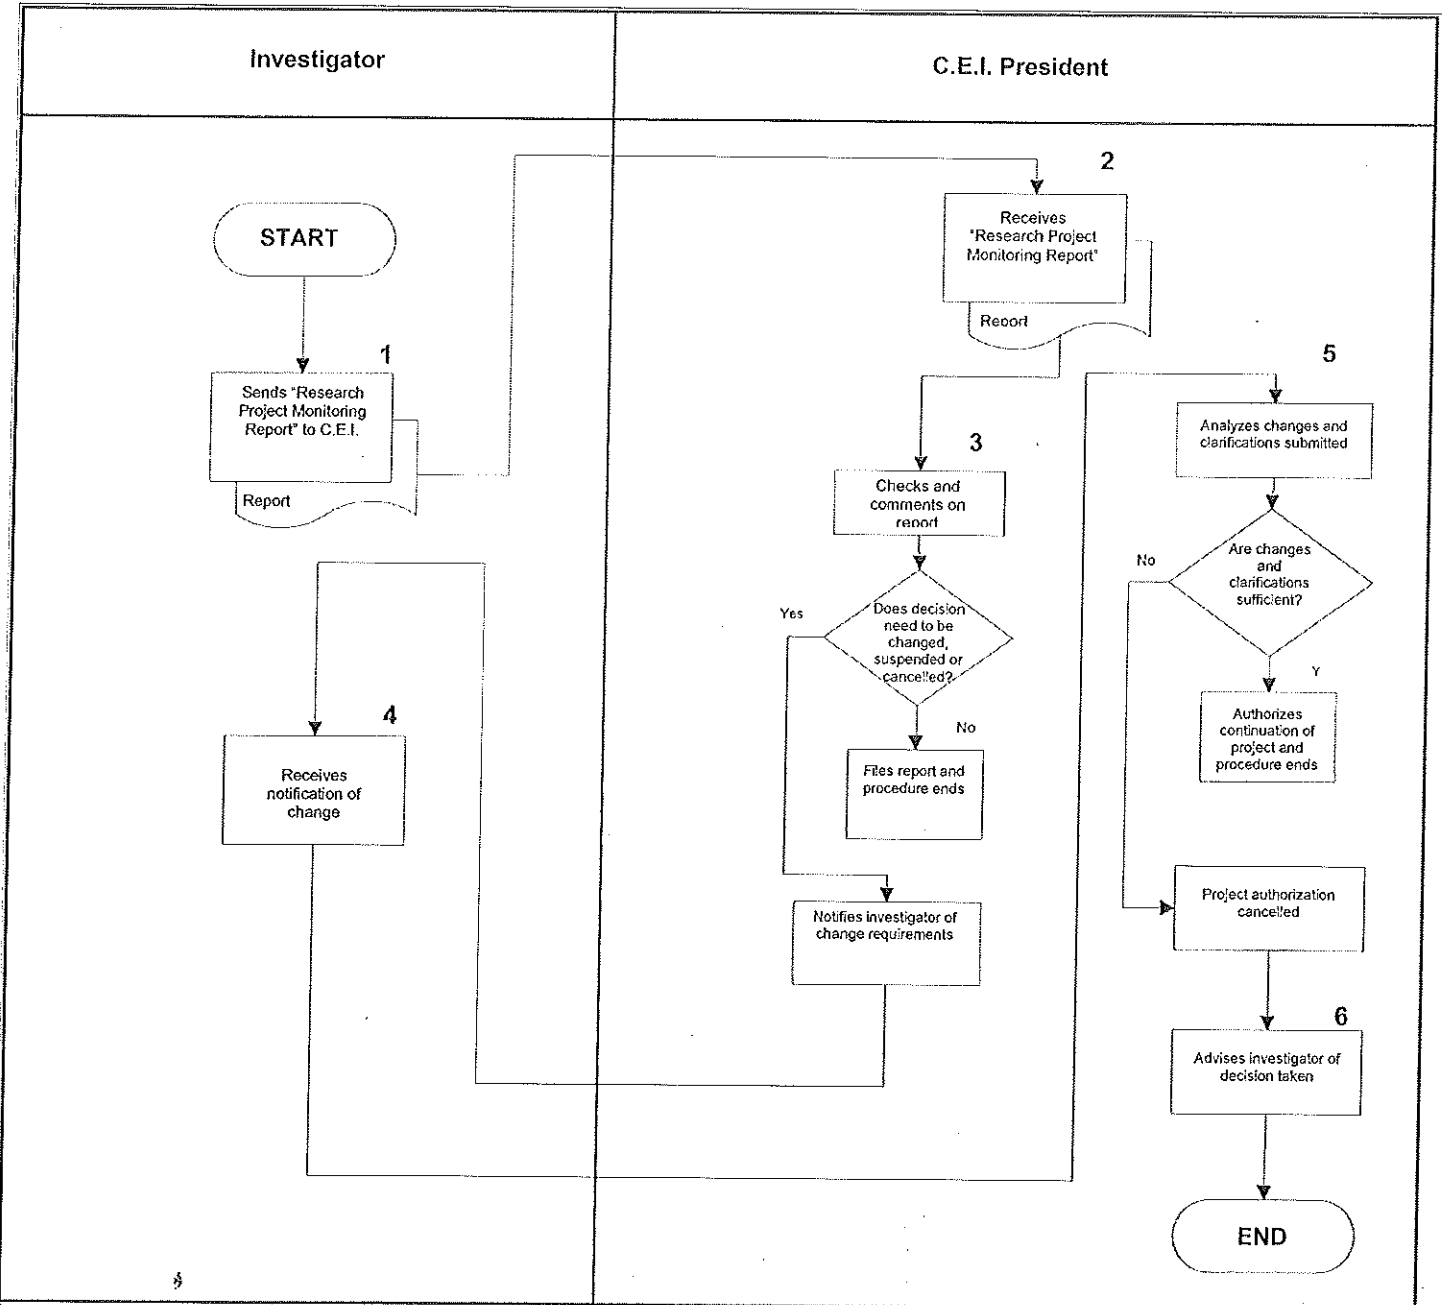 Investigator
C.E.I. President
START
1
Sends "Research
Project Monitoring
Report" to C.E.I.
Report
2
Receives
"Research Project
Monitoring Report"
Report
3
Checks and
comments on
report
Does decision
need to be
changed,
suspended or
cancelled?
Yes
No
Files report and
procedure ends
Notifies investigator of
change requirements
4
Receives
notification of
change
5
Analyzes changes and
clarifications submitted
Are changes
and
clarifications
sufficient?
No
Y
Authorizes
continuation of
project and
procedure ends
Project authorization
cancelled
6
Advises investigator of
decision taken
END